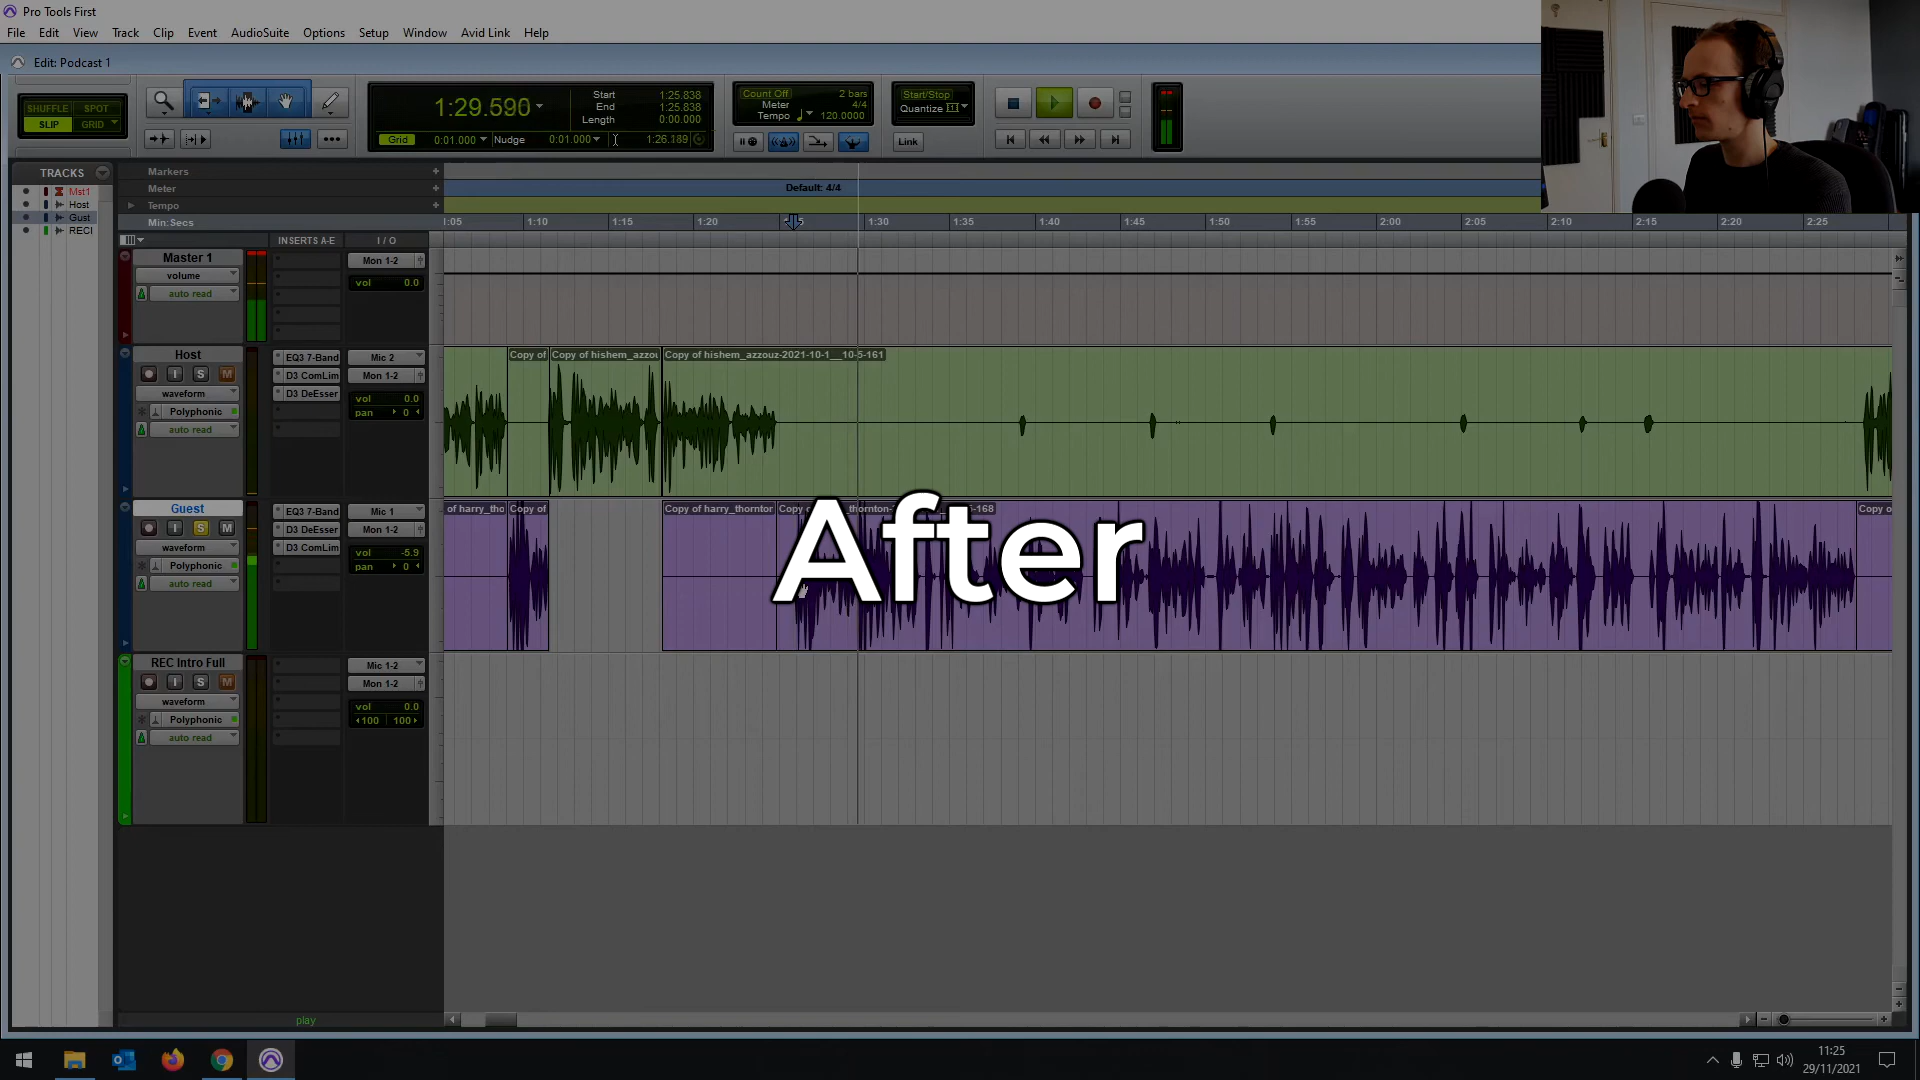 Pro Tools First
File Edit View Track Clip Event AudioSuite Options Setup Window Avid Link Help
Edit: Podcast 1
SHUFFLE SPOT
SLIP GRID
1:29.590
Start 1:25.838
End 1:25.838
Length 0:00.000
Grid 0:01.000 Nudge 0:01.000 1:26.189
Count Off 2 bars
Meter 4/4
Tempo 120.0000
Start/Stop
Quantize
Link
TRACKS
Mst1
Host
Gust
RECI
Markers
Meter Default: 4/4
Tempo
Min:Secs 1:05 1:10 1:15 1:20 1:30 1:35 1:40 1:45 1:50 1:55 2:00 2:05 2:10 2:15 2:20 2:25
INSERTS A-E I / O
Master 1
volume
auto read
Mon 1-2
vol 0.0
Host
I S M
waveform
Polyphonic
auto read
EQ3 7-Band
D3 ComLim
D3 DeEsser
Mic 2
Mon 1-2
vol 0.0
pan 0
Copy of Copy of hishem_azzou Copy of hishem_azzouz-2021-10-1__10-5-161
Guest
I S M
waveform
Polyphonic
auto read
EQ3 7-Band
D3 DeEsser
D3 ComLim
Mic 1
Mon 1-2
vol -5.9
pan 0
of harry_tho Copy of Copy of harry_thornton Copy thornton- -168 Copy o
After
REC Intro Full
I S M
waveform
Polyphonic
auto read
Mic 1-2
Mon 1-2
vol 0.0
100 100
play
11:25
29/11/2021